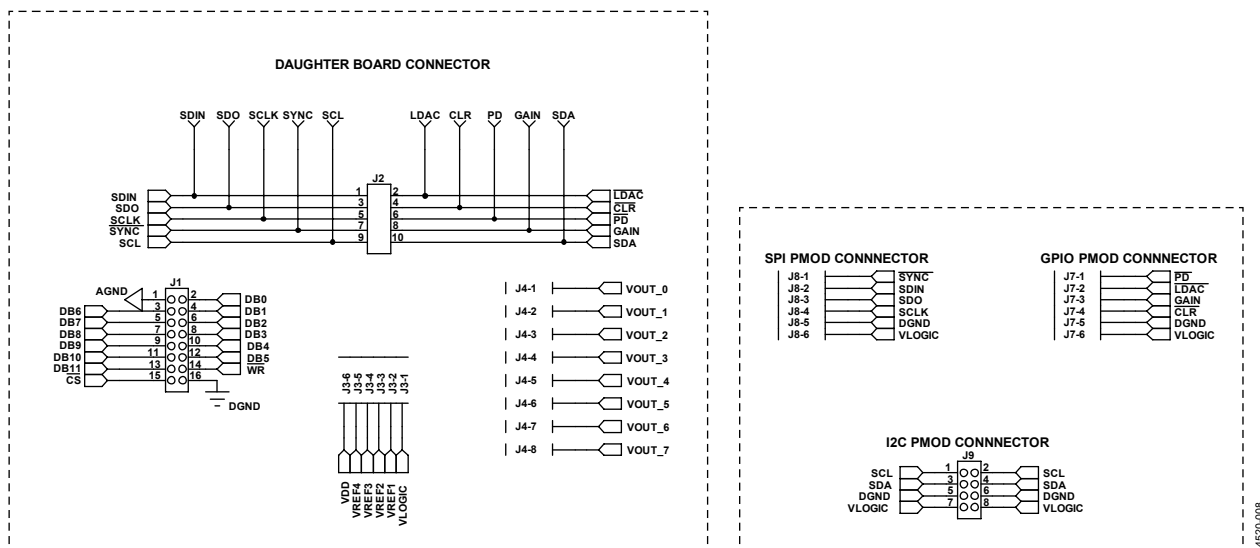 DAUGHTER BOARD CONNECTOR
SDIN SDO SCLK SYNC SCL
LDAC CLR PD GAIN SDA
J2
SDIN 1 2 LDAC
SDO 3 4 CLR
SCLK 5 6 PD
SYNC 7 8 GAIN
SCL 9 10 SDA
J1
AGND 1 2 DB0
DB6 3 4 DB1
DB7 5 6 DB2
DB8 7 8 DB3
DB9 9 10 DB4
DB10 11 12 DB5
DB11 13 14 WR
CS 15 16
DGND
J3-6 J3-5 J3-4 J3-3 J3-2 J3-1
VDD VREF4 VREF3 VREF2 VREF1 VLOGIC
J4-1 VOUT_0
J4-2 VOUT_1
J4-3 VOUT_2
J4-4 VOUT_3
J4-5 VOUT_4
J4-6 VOUT_5
J4-7 VOUT_6
J4-8 VOUT_7
SPI PMOD CONNNECTOR
J8-1 SYNC
J8-2 SDIN
J8-3 SDO
J8-4 SCLK
J8-5 DGND
J8-6 VLOGIC
GPIO PMOD CONNNECTOR
J7-1 PD
J7-2 LDAC
J7-3 GAIN
J7-4 CLR
J7-5 DGND
J7-6 VLOGIC
I2C PMOD CONNNECTOR
J9
SCL 1 2 SCL
SDA 3 4 SDA
DGND 5 6 DGND
VLOGIC 7 8 VLOGIC